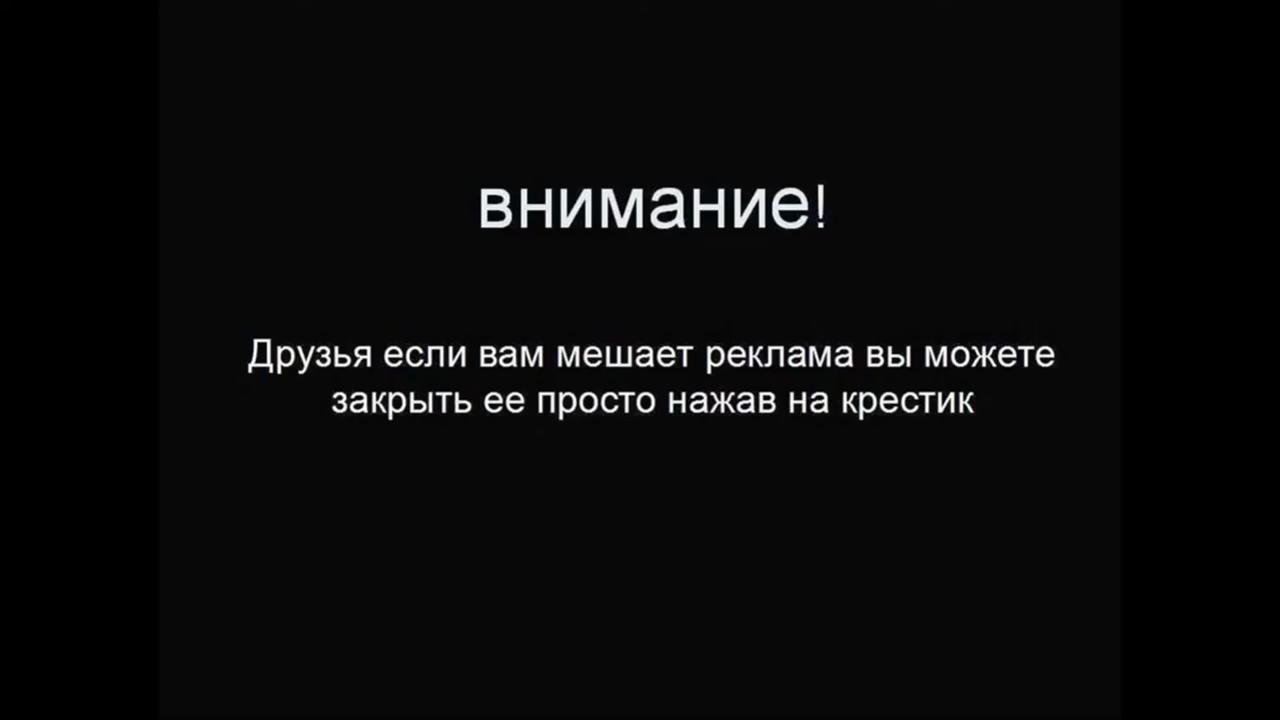 внимание!
Друзья если вам мешает реклама вы можете
закрыть ее просто нажав на крестик